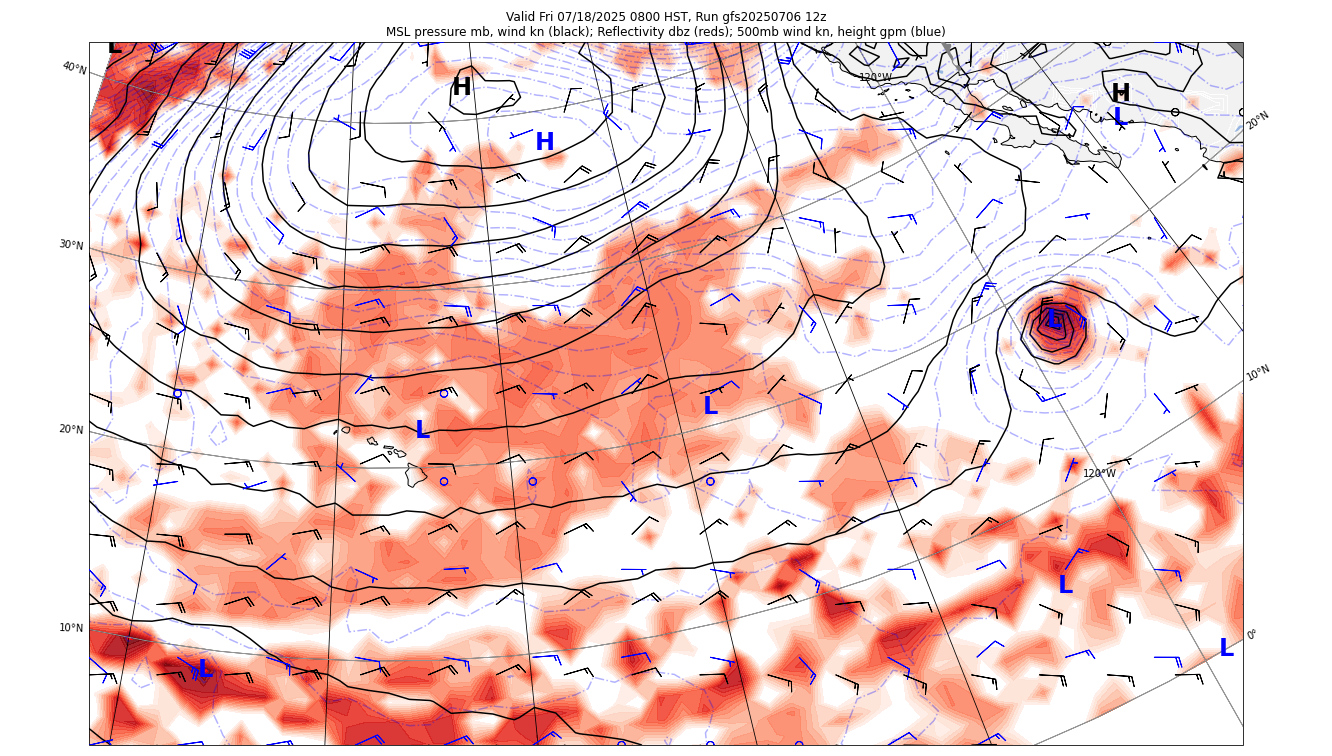 Valid Fri 07/18/2025 0800 HST, Run gfs20250706 12z
MSL pressure mb, wind kn (black); Reflectivity dbz (reds); 500mb wind kn, height gpm (blue)
L
40°N
H
120°W
H
L
20°N
H
30°N
L
10°N
L
L
20°N
120°W
L
10°N
0°
L
L